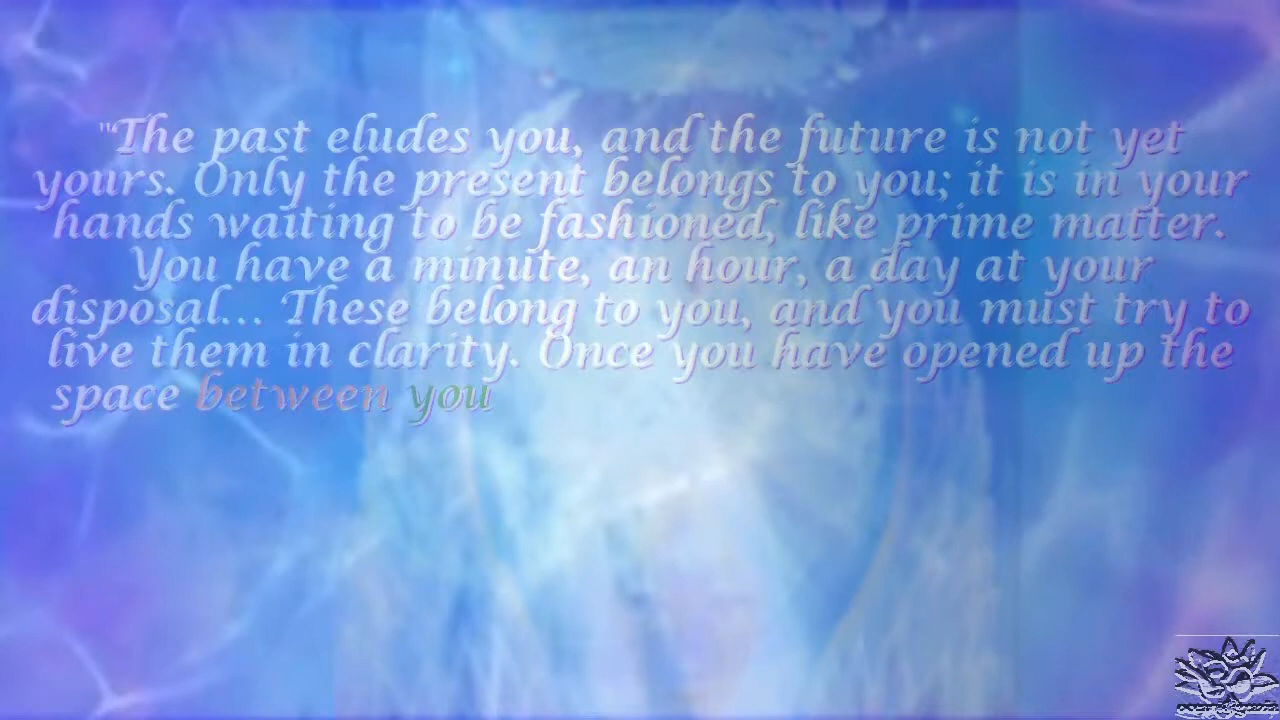 "The past eludes you, and the future is not yet
yours. Only the present belongs to you; it is in your
hands waiting to be fashioned, like prime matter.
You have a minute, an hour, a day at your
disposal... These belong to you, and you must try to
live them in clarity. Once you have opened up the
space between you